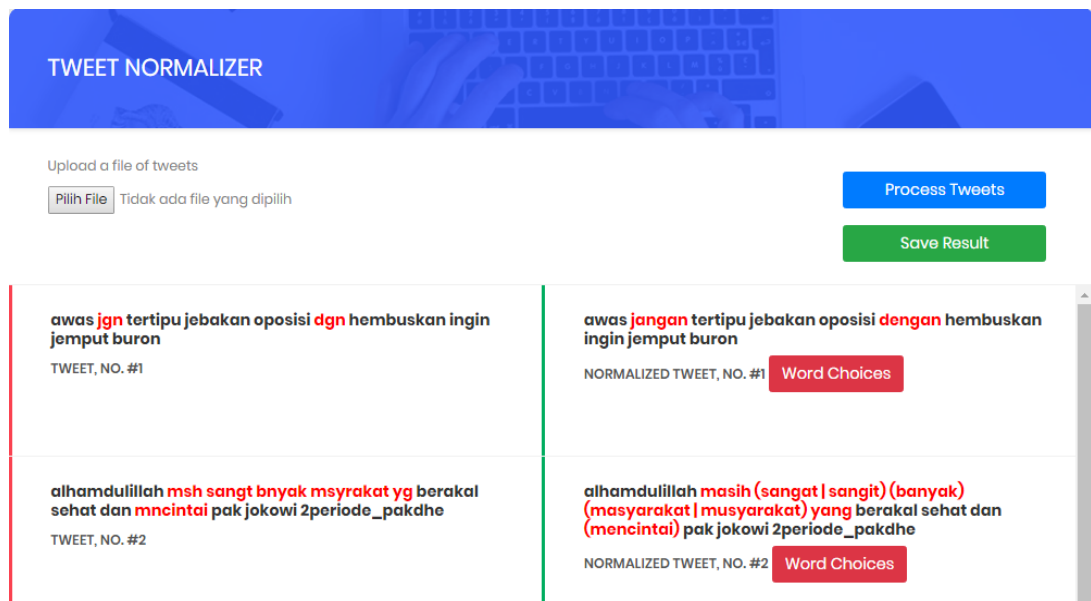 TWEET NORMALIZER
Upload a file of tweets
Pilih File Tidak ada file yang dipilih
Process Tweets
Save Result
awas jgn tertipu jebakan oposisi dgn hembuskan ingin
jemput buron
TWEET, NO. #1
awas jangan tertipu jebakan oposisi dengan hembuskan
ingin jemput buron
NORMALIZED TWEET, NO. #1 Word Choices
alhamdulillah msh sangt bnyak msyrakat yg berakal
sehat dan mncintai pak jokowi 2periode_pakdhe
TWEET, NO. #2
alhamdulillah masih (sangat | sangit) (banyak)
(masyarakat | musyarakat) yang berakal sehat dan
(mencintai) pak jokowi 2periode_pakdhe
NORMALIZED TWEET, NO. #2 Word Choices